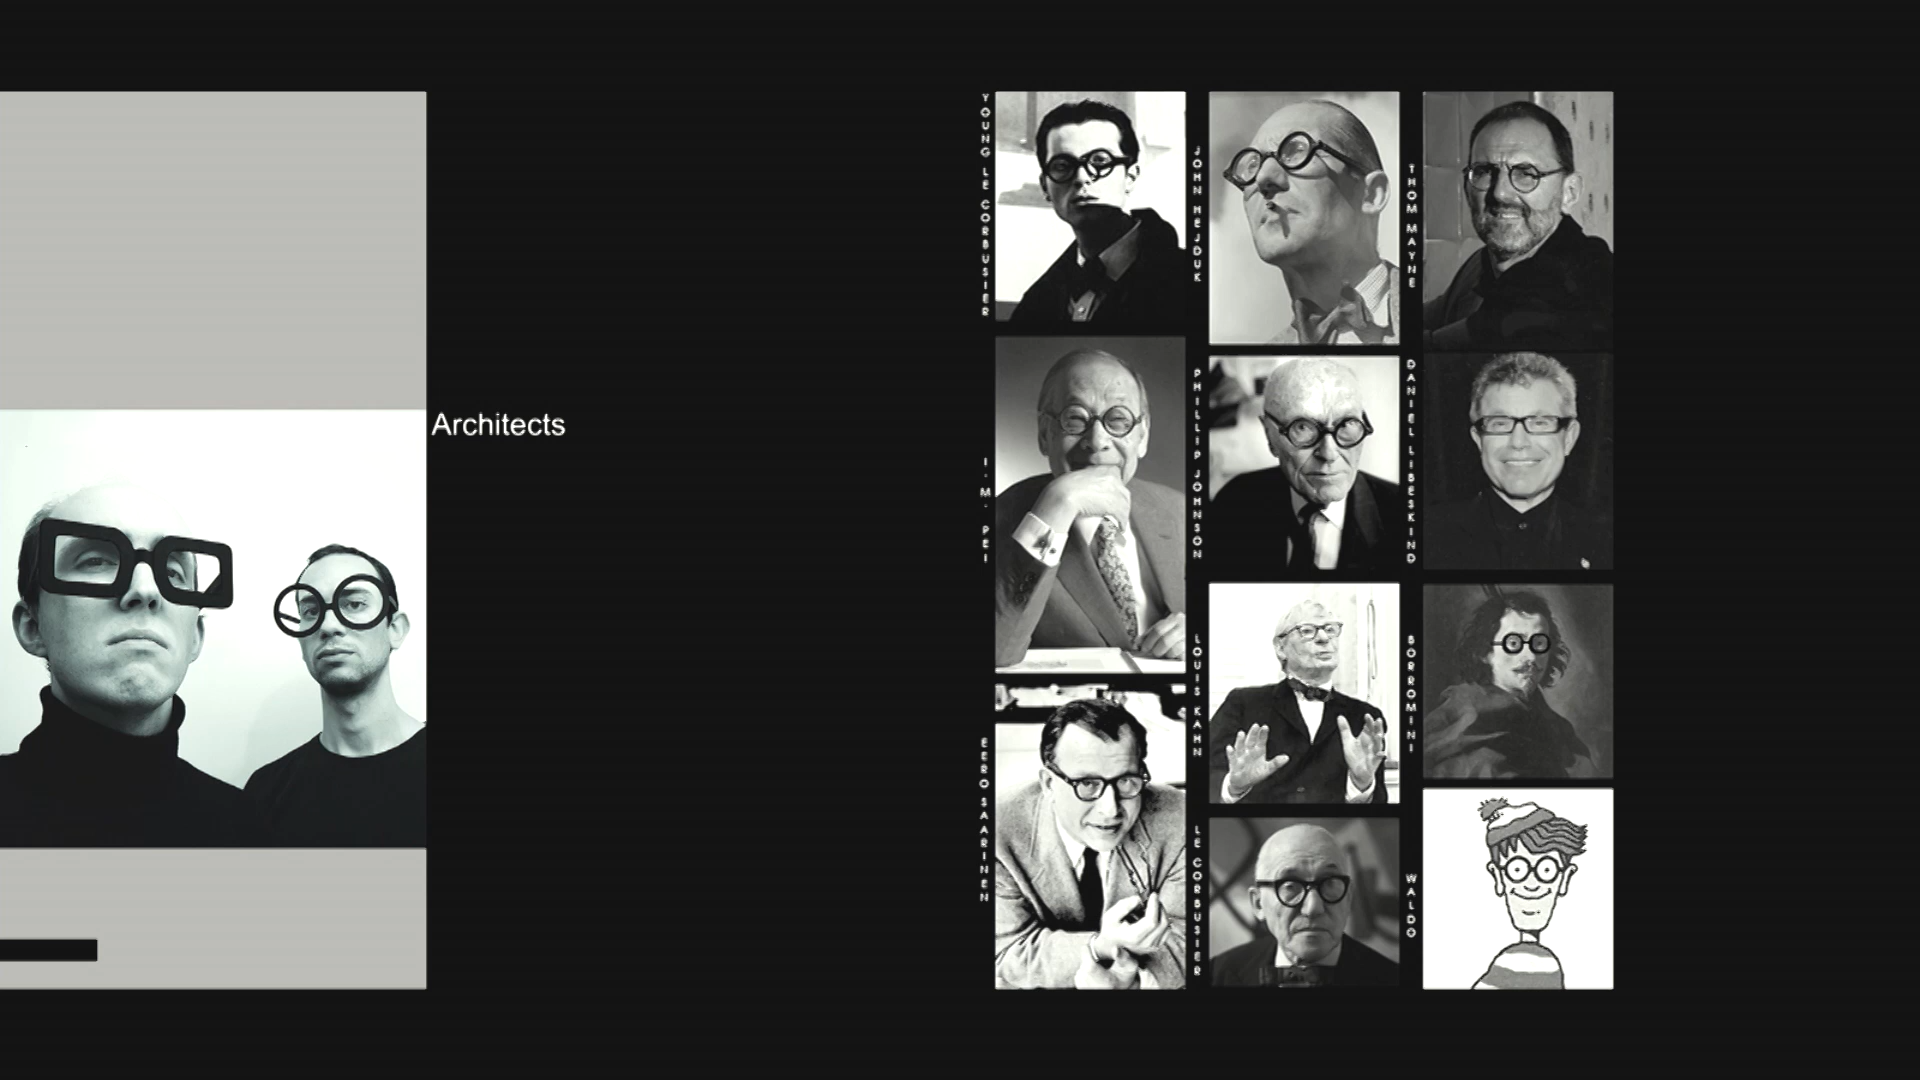 Architects
YOUNG LE CORBUSIER
I. M. PEI
EERO SAARINEN
JOHN HEJDUK
PHILLIP JOHNSON
LOUIS KAHN
LE CORBUSIER
THOM MAYNE
DANIEL LIBESKIND
BORROMINI
WALDO